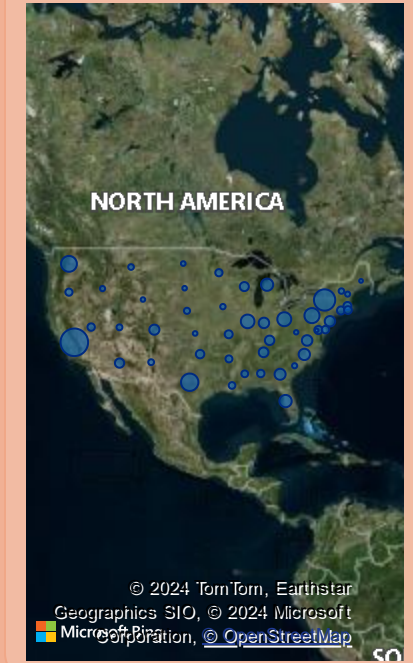 NORTH AMERICA
© 2024 TomTom, Earthstar
Geographics SIO, © 2024 Microsoft
Microsoft Bing
Corporation, © OpenStreetMap
SO